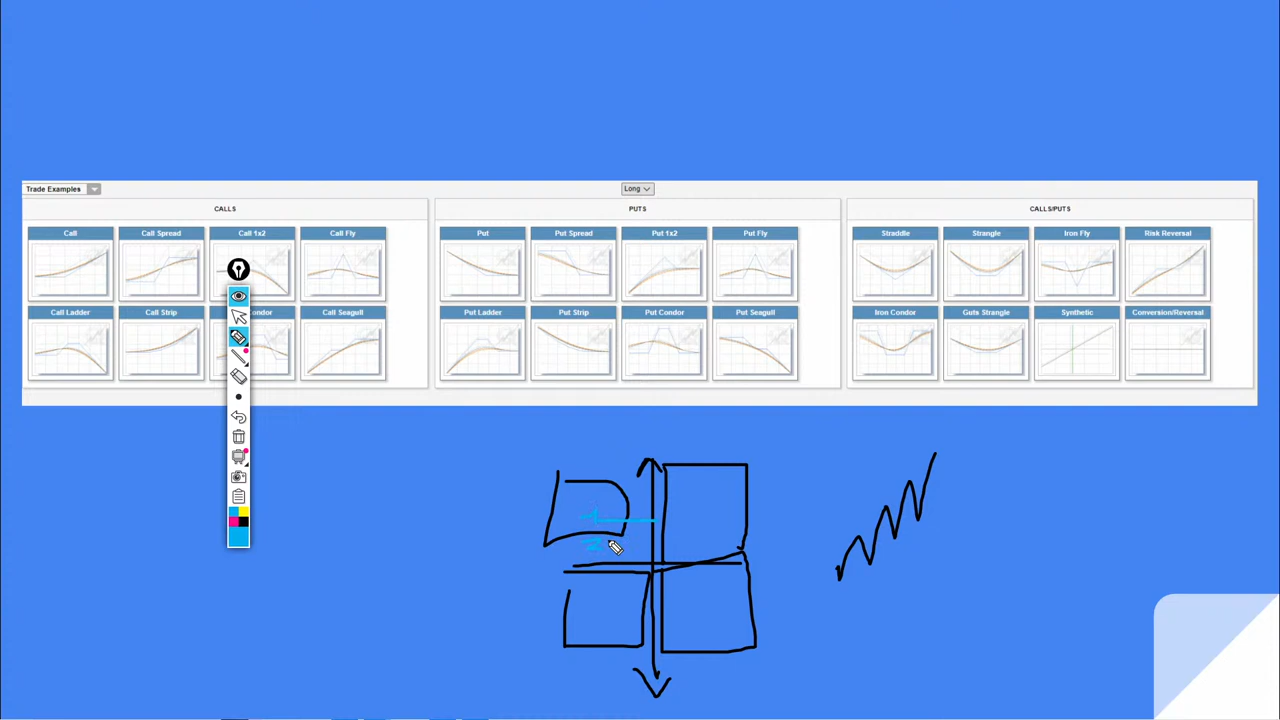 Trade Examples
Long
CALLS
PUTS
CALLS/PUTS
Call Call Spread Call 1x2 Call Fly
Put Put Spread Put 1x2 Put Fly
Straddle Strangle Iron Fly Risk Reversal
Call Ladder Call Strip ondor Call Seagull
Put Ladder Put Strip Put Condor Put Seagull
Iron Condor Guts Strangle Synthetic Conversion/Reversal